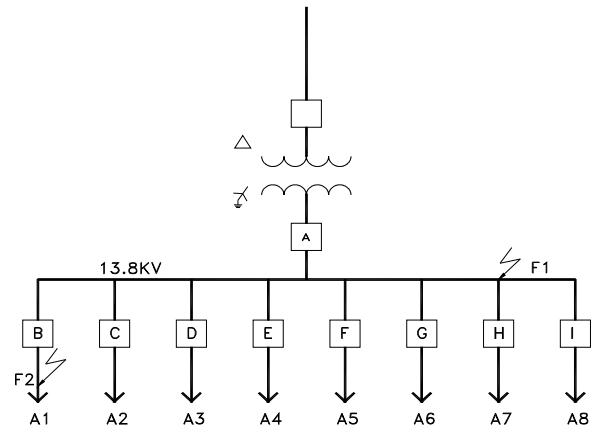 A
13.8KV
F1
B C D E F G H I
F2
A1 A2 A3 A4 A5 A6 A7 A8